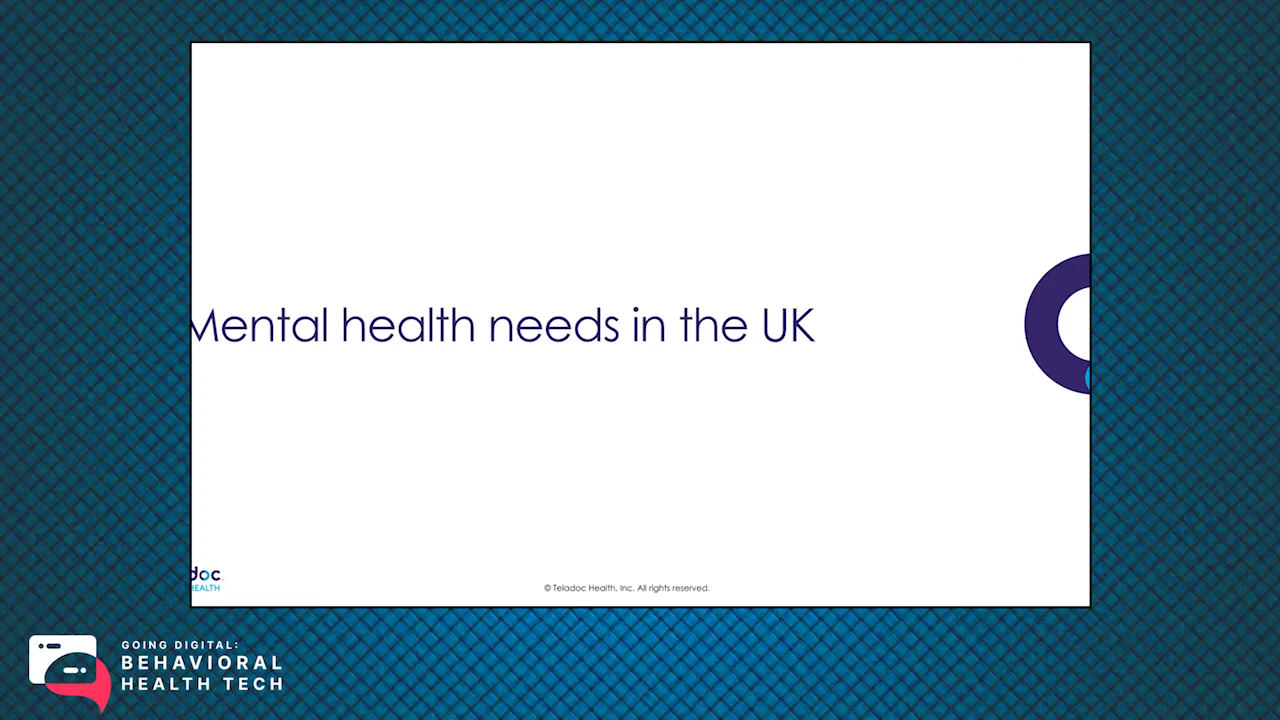 Mental health needs in the UK
doc
HEALTH
© Teladoc Health, Inc. All rights reserved.
GOING DIGITAL:
BEHAVIORAL
HEALTH TECH